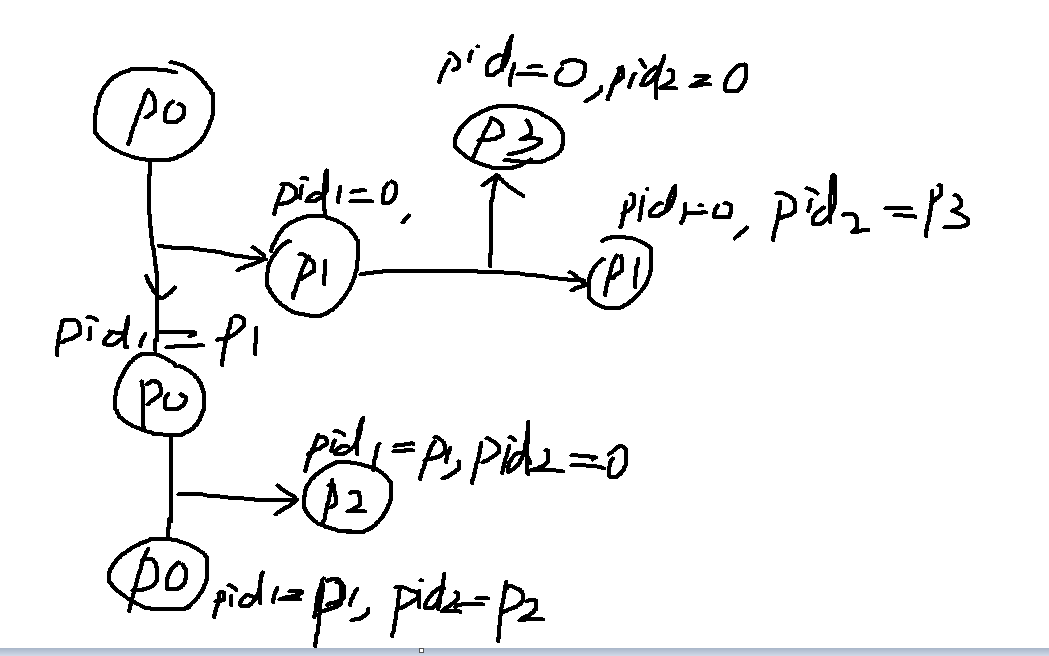 pid1=0,pid2=0
p0
p3
pid1=0,
pid1=0, pid2=p3
p1
p1
pid1=p1
p0
pid1=p1,pid2=0
p2
p0
pid1=p1, pid2=p2